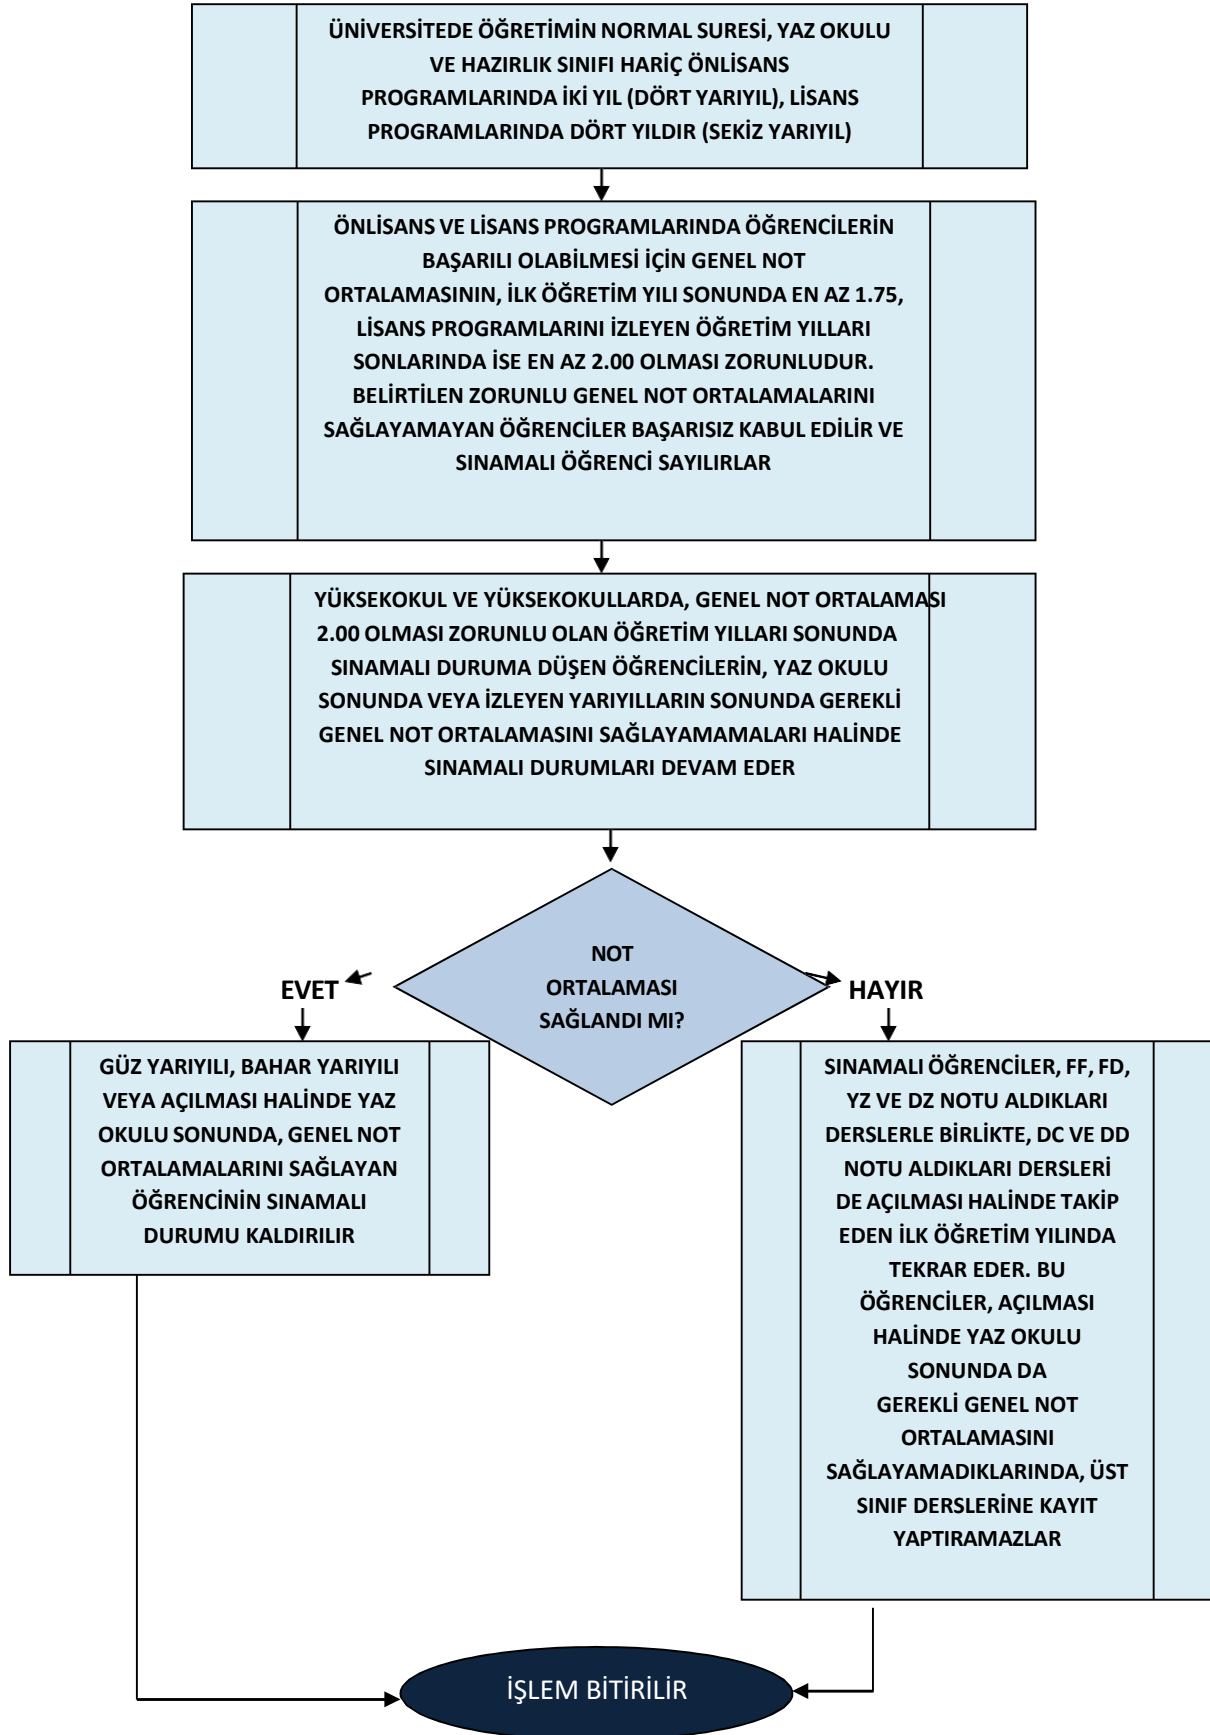 ÜNİVERSİTEDE ÖĞRETİMİN NORMAL SURESİ, YAZ OKULU
VE HAZIRLIK SINIFI HARİÇ ÖNLİSANS
PROGRAMLARINDA İKİ YIL (DÖRT YARIYIL), LİSANS
PROGRAMLARINDA DÖRT YILDIR (SEKİZ YARIYIL)
ÖNLİSANS VE LİSANS PROGRAMLARINDA ÖĞRENCİLERİN
BAŞARILI OLABİLMESİ İÇİN GENEL NOT
ORTALAMASININ, İLK ÖĞRETİM YILI SONUNDA EN AZ 1.75,
LİSANS PROGRAMLARINI İZLEYEN ÖĞRETİM YILLARI
SONLARINDA İSE EN AZ 2.00 OLMASI ZORUNLUDUR.
BELİRTİLEN ZORUNLU GENEL NOT ORTALAMALARINI
SAĞLAYAMAYAN ÖĞRENCİLER BAŞARISIZ KABUL EDİLİR VE
SINAMALI ÖĞRENCİ SAYILIRLAR
YÜKSEKOKUL VE YÜKSEKOKULLARDA, GENEL NOT ORTALAMASI
2.00 OLMASI ZORUNLU OLAN ÖĞRETİM YILLARI SONUNDA
SINAMALI DURUMA DÜŞEN ÖĞRENCİLERİN, YAZ OKULU
SONUNDA VEYA İZLEYEN YARIYILLARIN SONUNDA GEREKLİ
GENEL NOT ORTALAMASINI SAĞLAYAMAMALARI HALİNDE
SINAMALI DURUMLARI DEVAM EDER
NOT
ORTALAMASI
SAĞLANDI MI?
EVET
HAYIR
GÜZ YARIYILI, BAHAR YARIYILI
VEYA AÇILMASI HALİNDE YAZ
OKULU SONUNDA, GENEL NOT
ORTALAMALARINI SAĞLAYAN
ÖĞRENCİNİN SINAMALI
DURUMU KALDIRILIR
SINAMALI ÖĞRENCİLER, FF, FD,
YZ VE DZ NOTU ALDIKLARI
DERSLERLE BİRLİKTE, DC VE DD
NOTU ALDIKLARI DERSLERİ
DE AÇILMASI HALİNDE TAKİP
EDEN İLK ÖĞRETİM YILINDA
TEKRAR EDER. BU
ÖĞRENCİLER, AÇILMASI
HALİNDE YAZ OKULU
SONUNDA DA
GEREKLİ GENEL NOT
ORTALAMASINI
SAĞLAYAMADIKLARINDA, ÜST
SINIF DERSLERİNE KAYIT
YAPTIRAMAZLAR
İŞLEM BİTİRİLİR